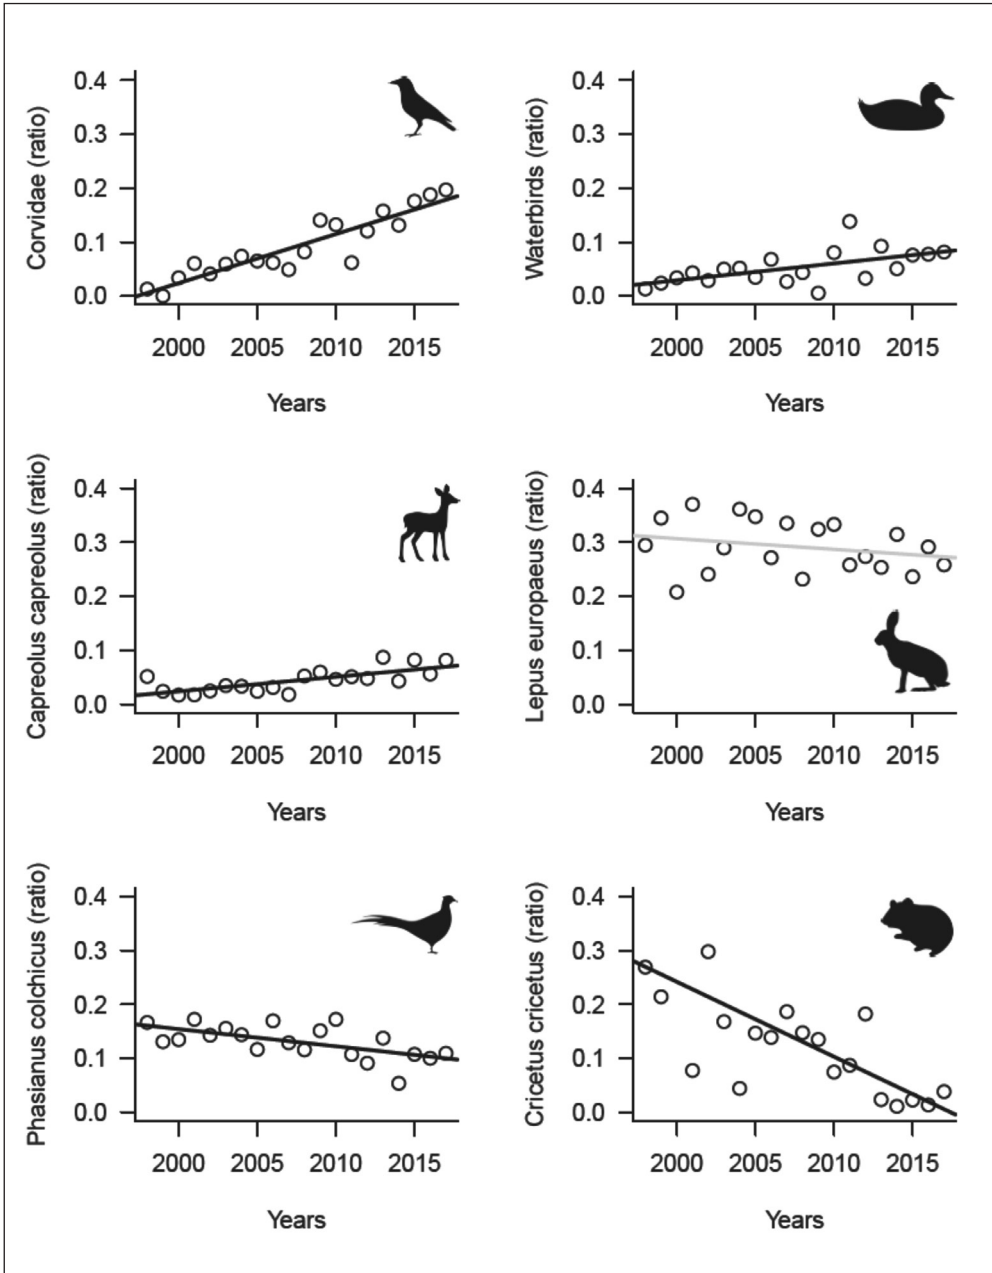 Corvidae (ratio)
0.4
0.3
0.2
0.1
0.0
2000 2005 2010 2015
Years
Waterbirds (ratio)
0.4
0.3
0.2
0.1
0.0
2000 2005 2010 2015
Years
Capreolus capreolus (ratio)
0.4
0.3
0.2
0.1
0.0
2000 2005 2010 2015
Years
Lepus europaeus (ratio)
0.4
0.3
0.2
0.1
0.0
2000 2005 2010 2015
Years
Phasianus colchicus (ratio)
0.4
0.3
0.2
0.1
0.0
2000 2005 2010 2015
Years
Cricetus cricetus (ratio)
0.4
0.3
0.2
0.1
0.0
2000 2005 2010 2015
Years